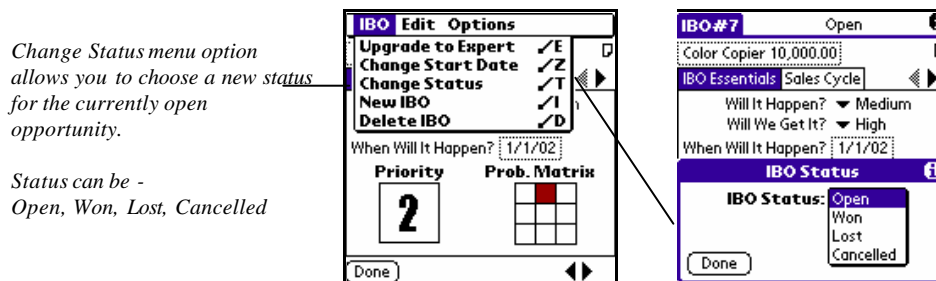 Change Status menu option
allows you to choose a new status
for the currently open
opportunity.
Status can be -
Open, Won, Lost, Cancelled
IBO Edit Options
Upgrade to Expert /E
Change Start Date /Z
Change Status /T
New IBO /I
Delete IBO /D
When Will It Happen? 1/1/02
Priority Prob. Matrix
2
Done
IBO#7 Open
Color Copier 10,000.00
IBO Essentials Sales Cycle
Will It Happen? Medium
Will We Get It? High
When Will It Happen? 1/1/02
IBO Status i
IBO Status: Open
Won
Lost
Cancelled
Done